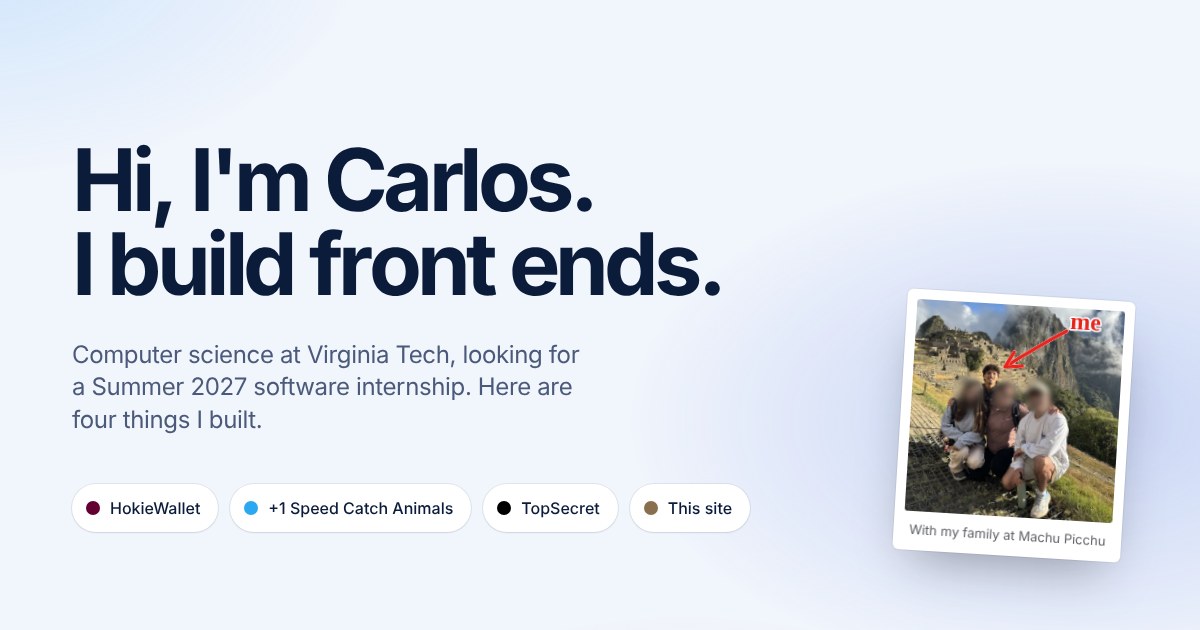 Hi, I'm Carlos.
I build front ends.
Computer science at Virginia Tech, looking for
a Summer 2027 software internship. Here are
four things I built.
HokieWallet
+1 Speed Catch Animals
TopSecret
This site
me
With my family at Machu Picchu